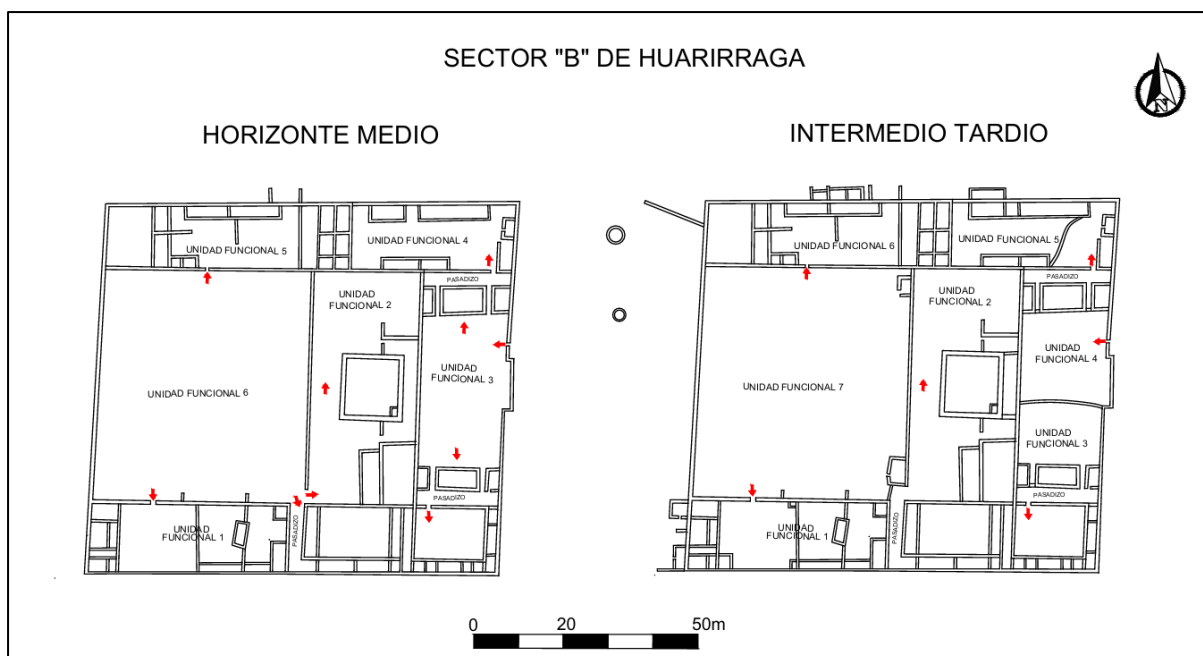 SECTOR "B" DE HUARIRRAGA
N
HORIZONTE MEDIO
UNIDAD FUNCIONAL 5
UNIDAD FUNCIONAL 4
PASADIZO
UNIDAD
FUNCIONAL 2
UNIDAD
FUNCIONAL 3
UNIDAD FUNCIONAL 6
PASADIZO
UNIDAD
FUNCIONAL 1
PASADIZO
INTERMEDIO TARDIO
UNIDAD FUNCIONAL 6
UNIDAD FUNCIONAL 5
PASADIZO
UNIDAD
FUNCIONAL 2
UNIDAD
FUNCIONAL 4
UNIDAD FUNCIONAL 7
UNIDAD
FUNCIONAL 3
PASADIZO
UNIDAD
FUNCIONAL 1
PASADIZO
0 20 50m